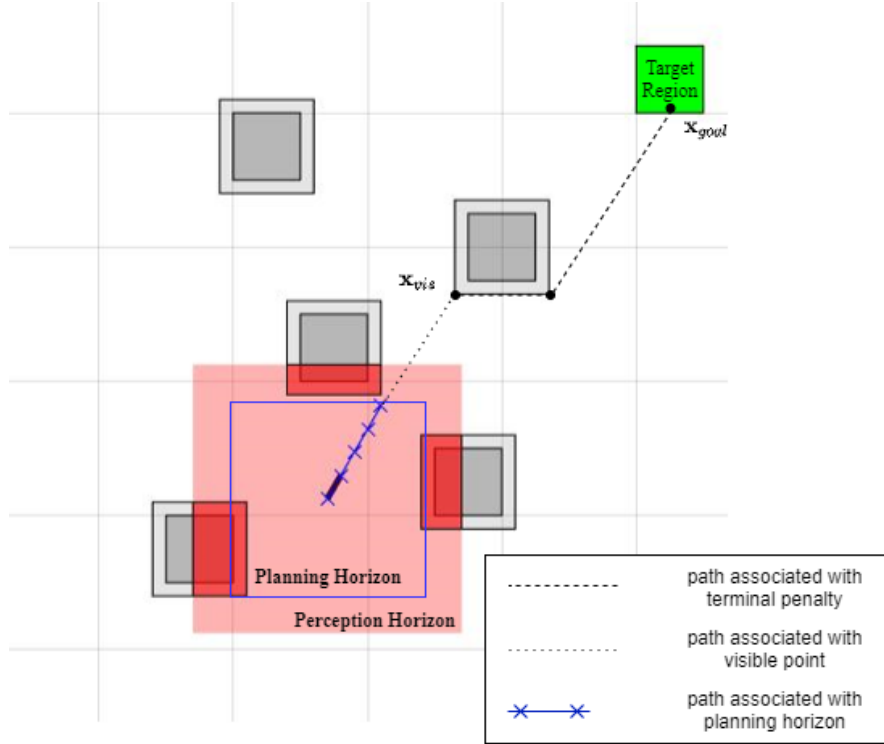 Target
Region
x_goal
x_vis
Planning Horizon
Perception Horizon
path associated with
terminal penalty
path associated with
visible point
path associated with
planning horizon